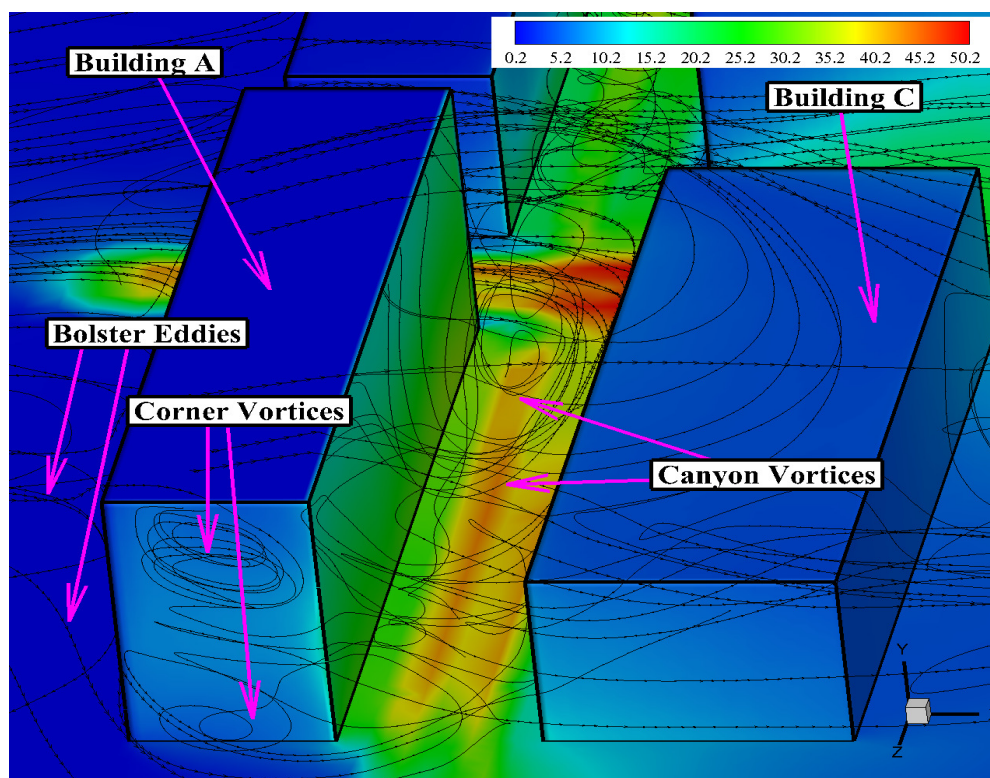 0.2 5.2 10.2 15.2 20.2 25.2 30.2 35.2 40.2 45.2 50.2
Building A
Building C
Bolster Eddies
Corner Vortices
Canyon Vortices
Y
Z